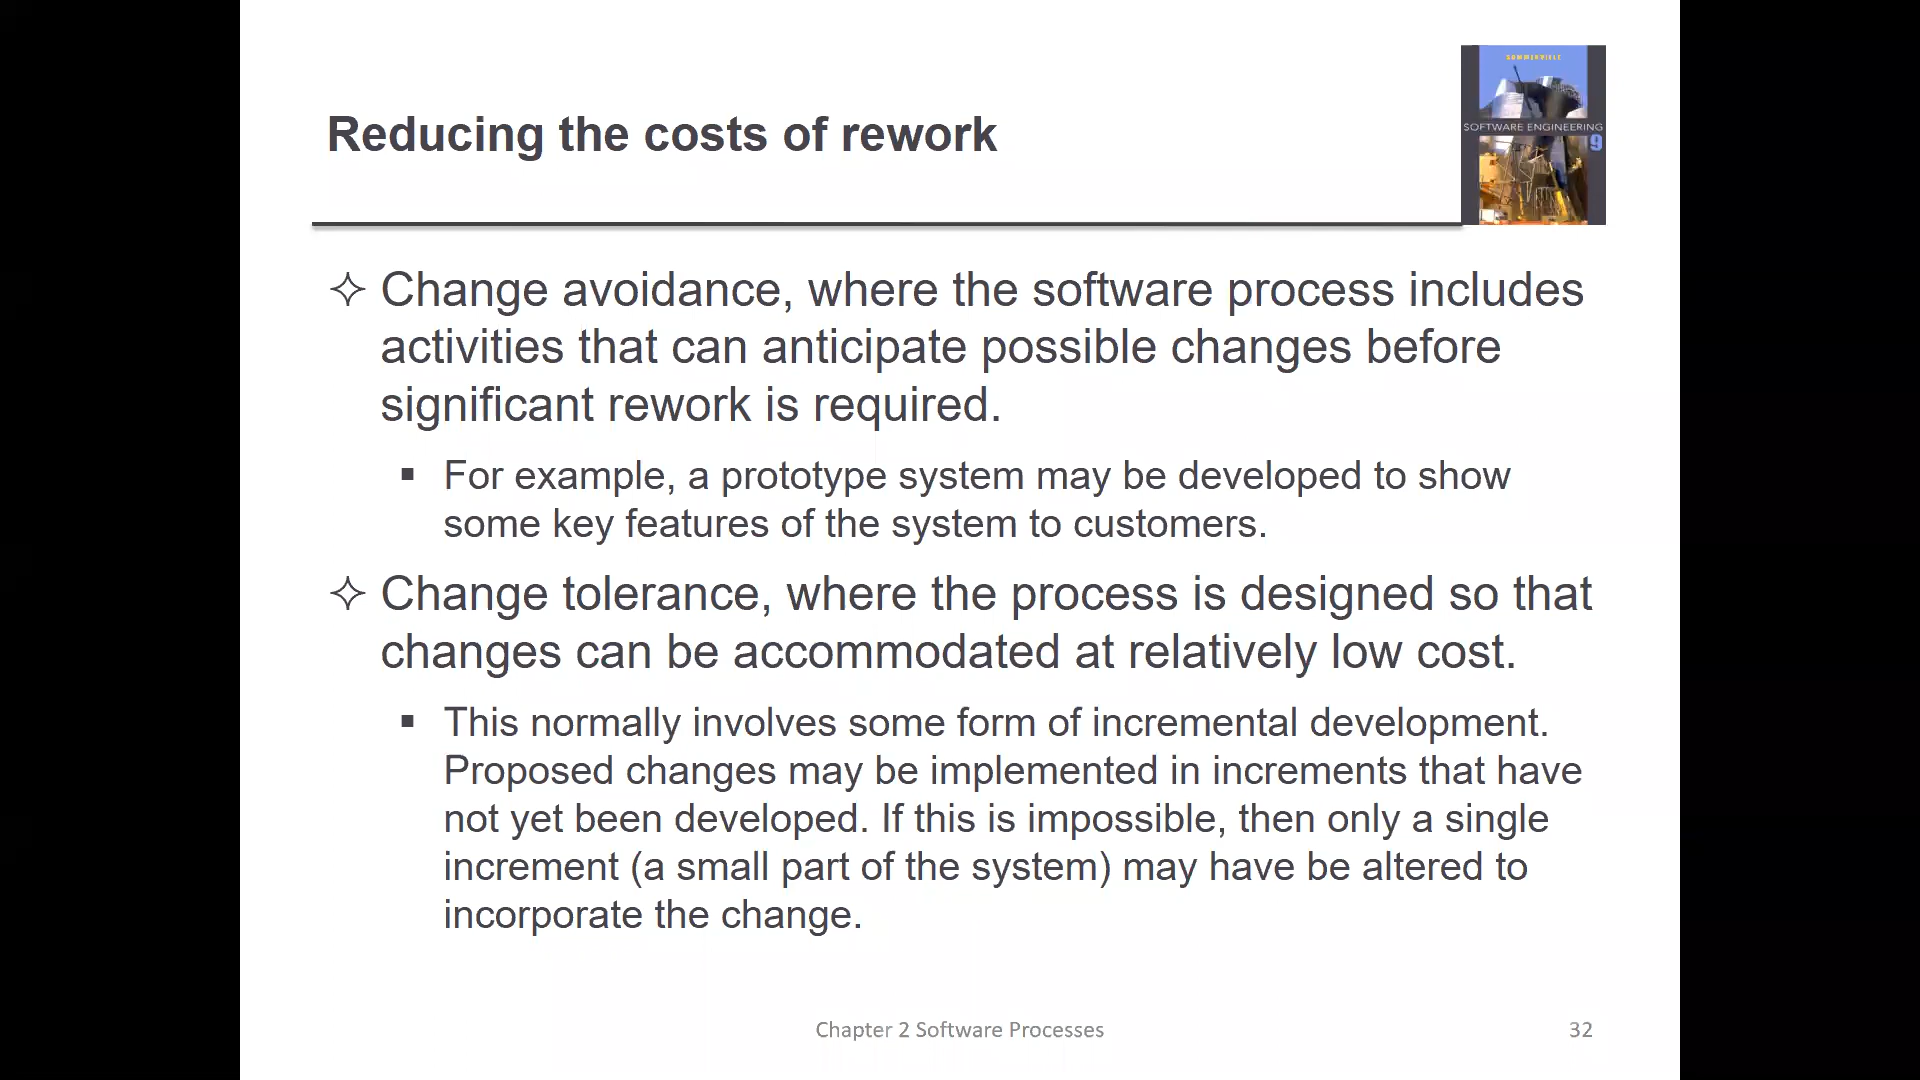 Reducing the costs of rework
SOMMERVILLE
SOFTWARE ENGINEERING
9
Change avoidance, where the software process includes
activities that can anticipate possible changes before
significant rework is required.
For example, a prototype system may be developed to show
some key features of the system to customers.
Change tolerance, where the process is designed so that
changes can be accommodated at relatively low cost.
This normally involves some form of incremental development.
Proposed changes may be implemented in increments that have
not yet been developed. If this is impossible, then only a single
increment (a small part of the system) may have be altered to
incorporate the change.
Chapter 2 Software Processes
32